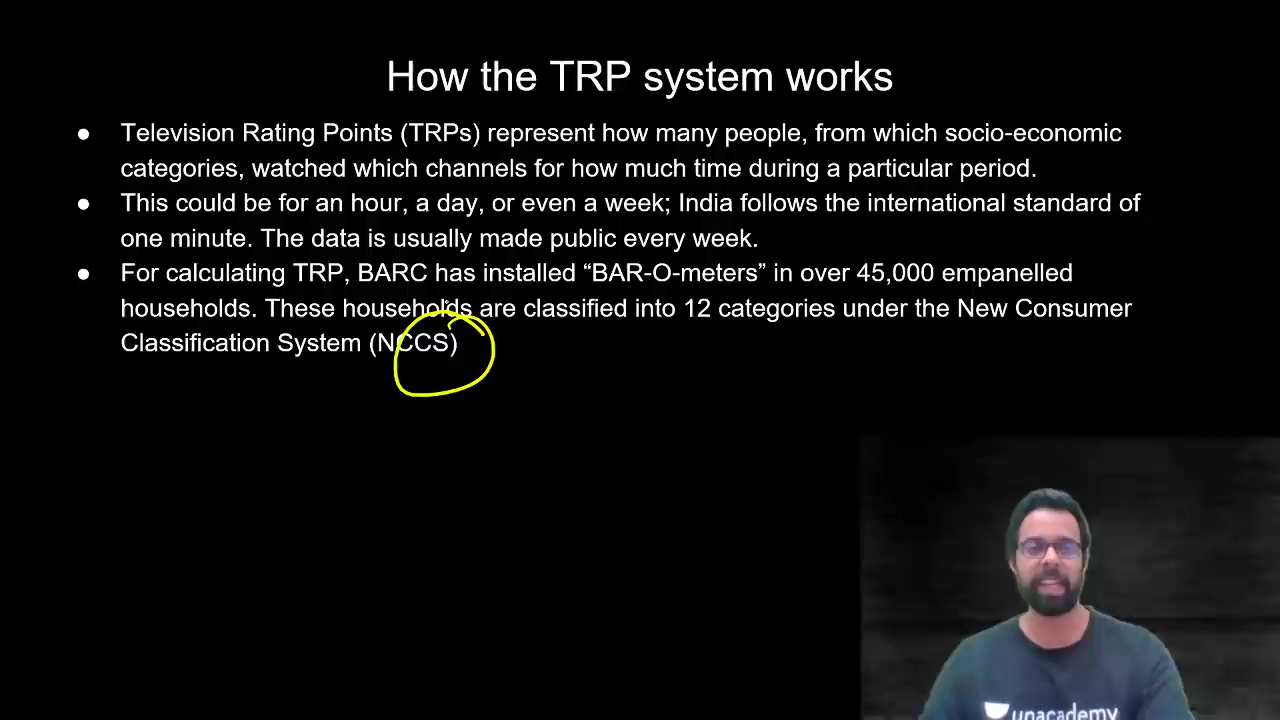 How the TRP system works
● Television Rating Points (TRPs) represent how many people, from which socio-economic
categories, watched which channels for how much time during a particular period.
● This could be for an hour, a day, or even a week; India follows the international standard of
one minute. The data is usually made public every week.
● For calculating TRP, BARC has installed “BAR-O-meters” in over 45,000 empanelled
households. These households are classified into 12 categories under the New Consumer
Classification System (NCCS)
unacademy